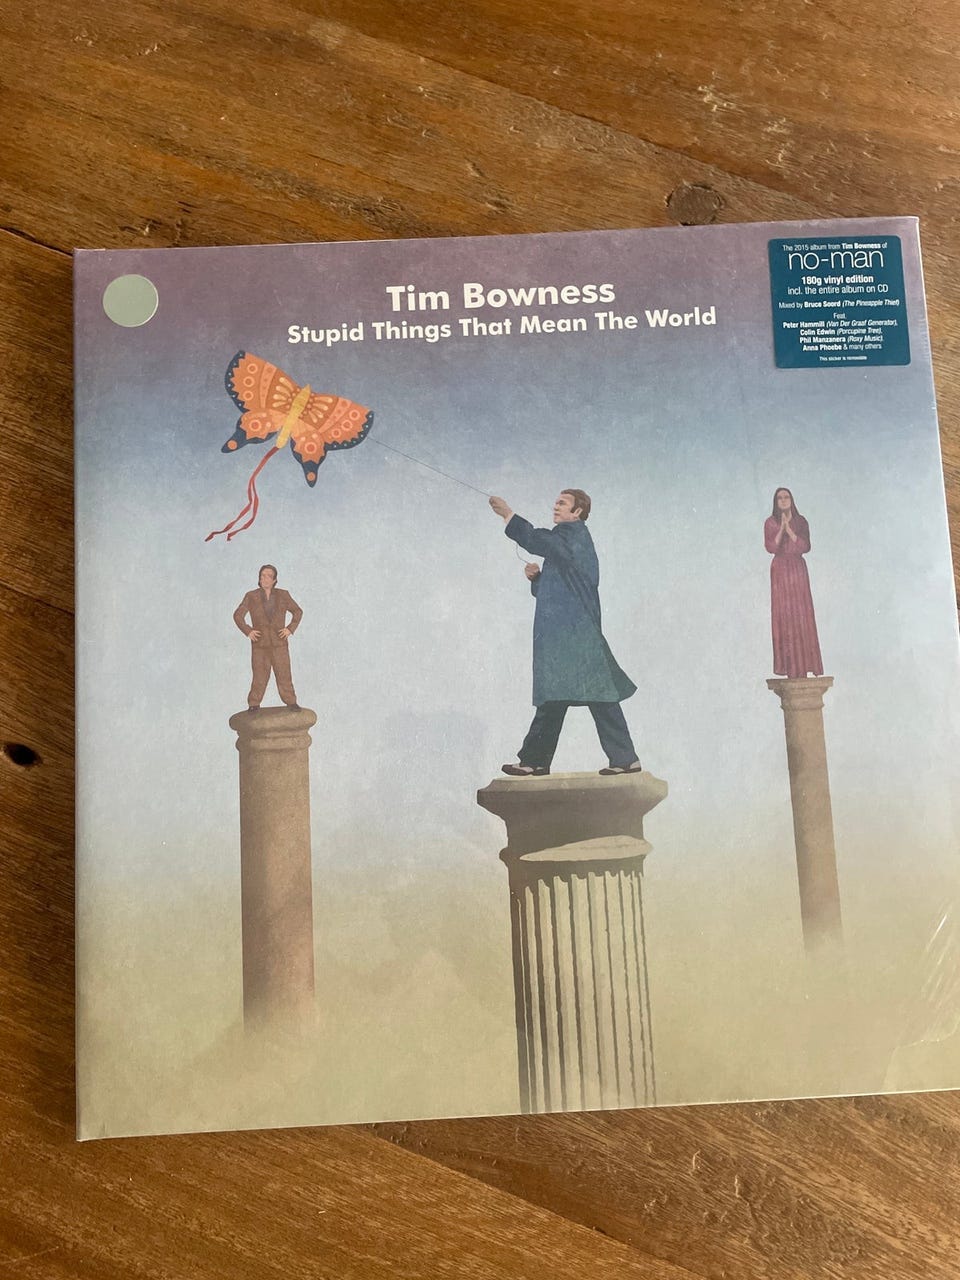 Tim Bowness
Stupid Things That Mean The World
The 2015 album from Tim Bowness of
no-man
180g vinyl edition
incl. the entire album on CD
Mixed by Bruce Soord (The Pineapple Thief)
Feat.
Peter Hammill (Van Der Graaf Generator),
Colin Edwin (Porcupine Tree),
Phil Manzanera (Roxy Music),
Anna Phoebe & many others
This sticker is removable